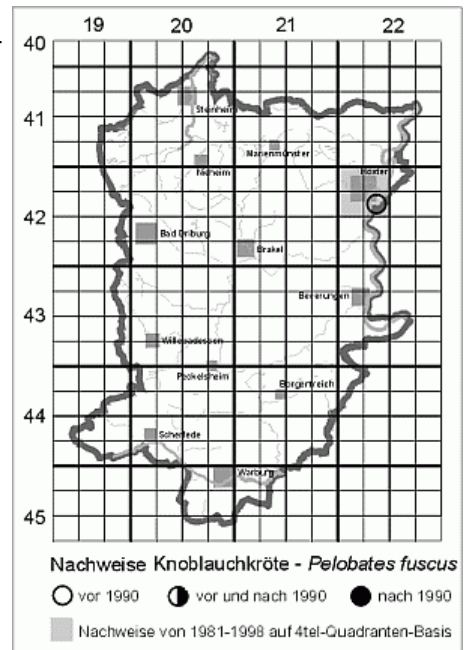 19 20 21 22
40
Steinheim
41
Marienmünster
Nieheim
Höxter
42
Bad Driburg
Brakel
Beverungen
43
Willebadessen
Peckelsheim
Borgentreich
44
Scherfede
Warburg
45
Nachweise Knoblauchkröte - Pelobates fuscus
vor 1990 vor und nach 1990 nach 1990
Nachweise von 1981-1998 auf 4tel-Quadranten-Basis